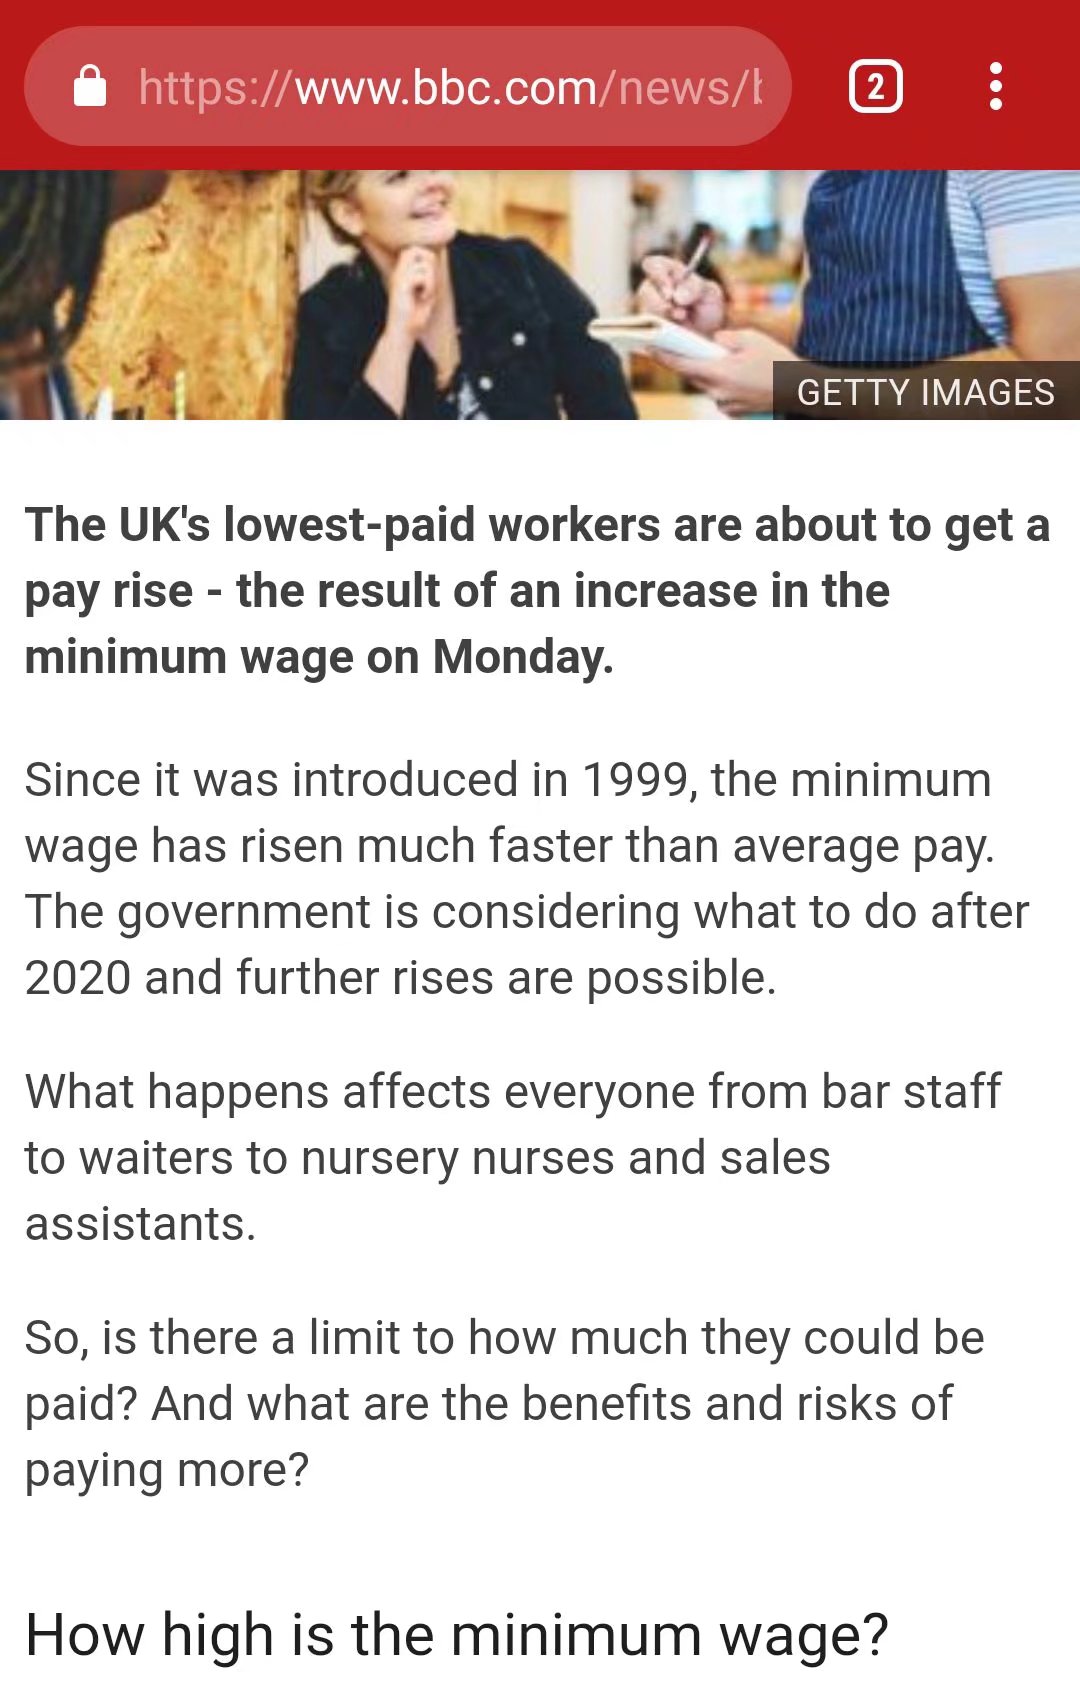 https://www.bbc.com/news/
2
GETTY IMAGES
The UK's lowest-paid workers are about to get a
pay rise - the result of an increase in the
minimum wage on Monday.
Since it was introduced in 1999, the minimum
wage has risen much faster than average pay.
The government is considering what to do after
2020 and further rises are possible.
What happens affects everyone from bar staff
to waiters to nursery nurses and sales
assistants.
So, is there a limit to how much they could be
paid? And what are the benefits and risks of
paying more?
How high is the minimum wage?